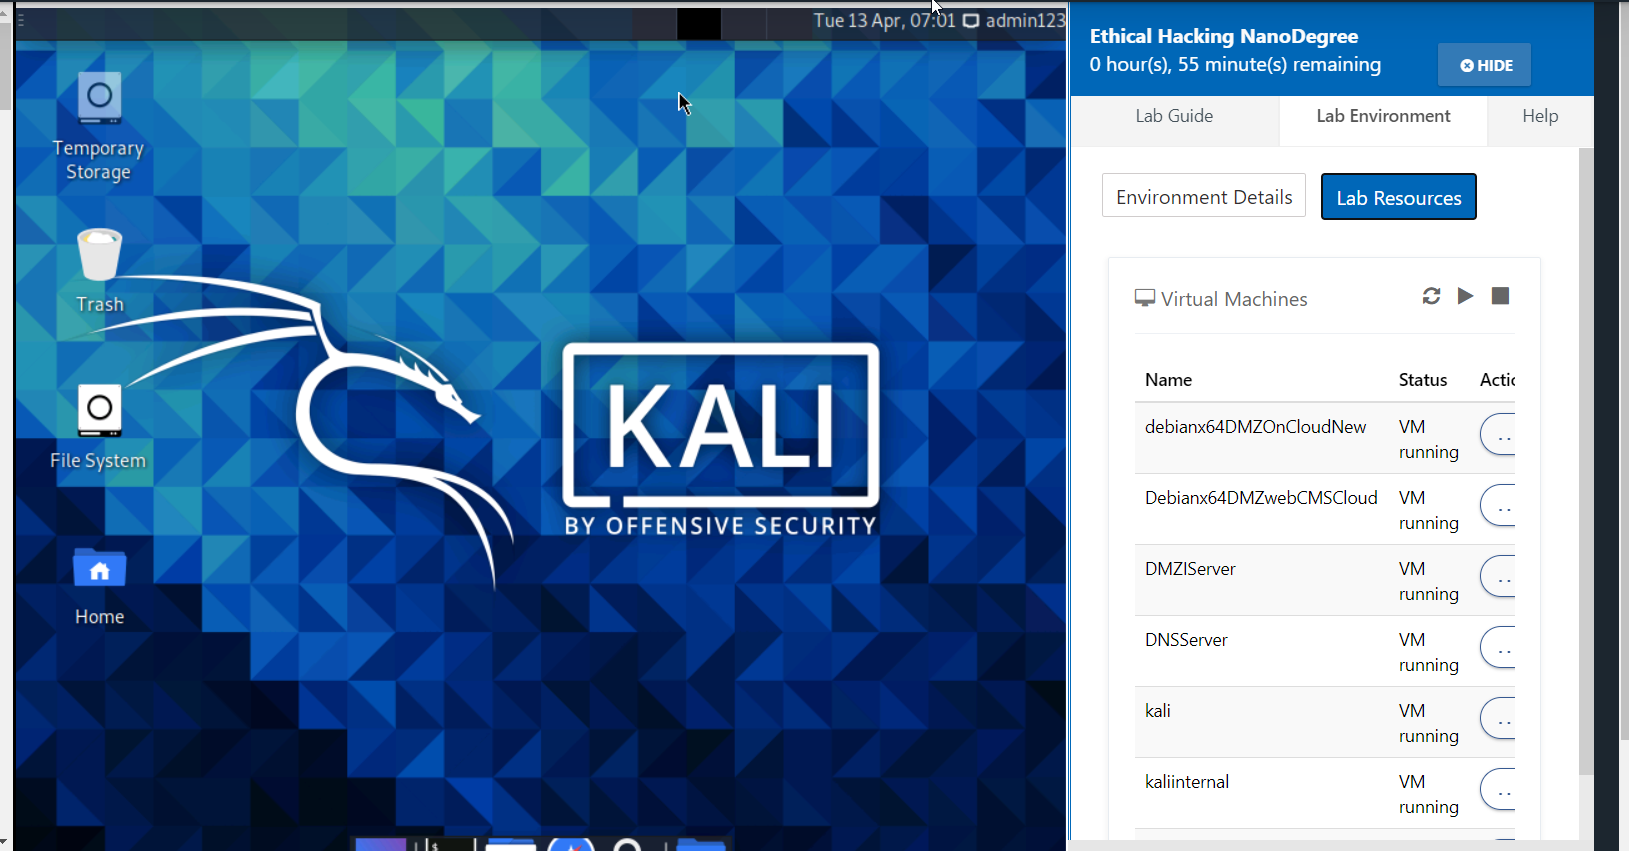 Tue 13 Apr, 07:01 admin123
Temporary
Storage
Trash
File System
Home
KALI
BY OFFENSIVE SECURITY
$
Ethical Hacking NanoDegree
0 hour(s), 55 minute(s) remaining
HIDE
Lab Guide Lab Environment Help
Environment Details Lab Resources
Virtual Machines
Name Status Actio
debianx64DMZOnCloudNew VM
running
..
Debianx64DMZwebCMSCloud VM
running
..
DMZIServer VM
running
..
DNSServer VM
running
..
kali VM
running
..
kaliinternal VM
running
..